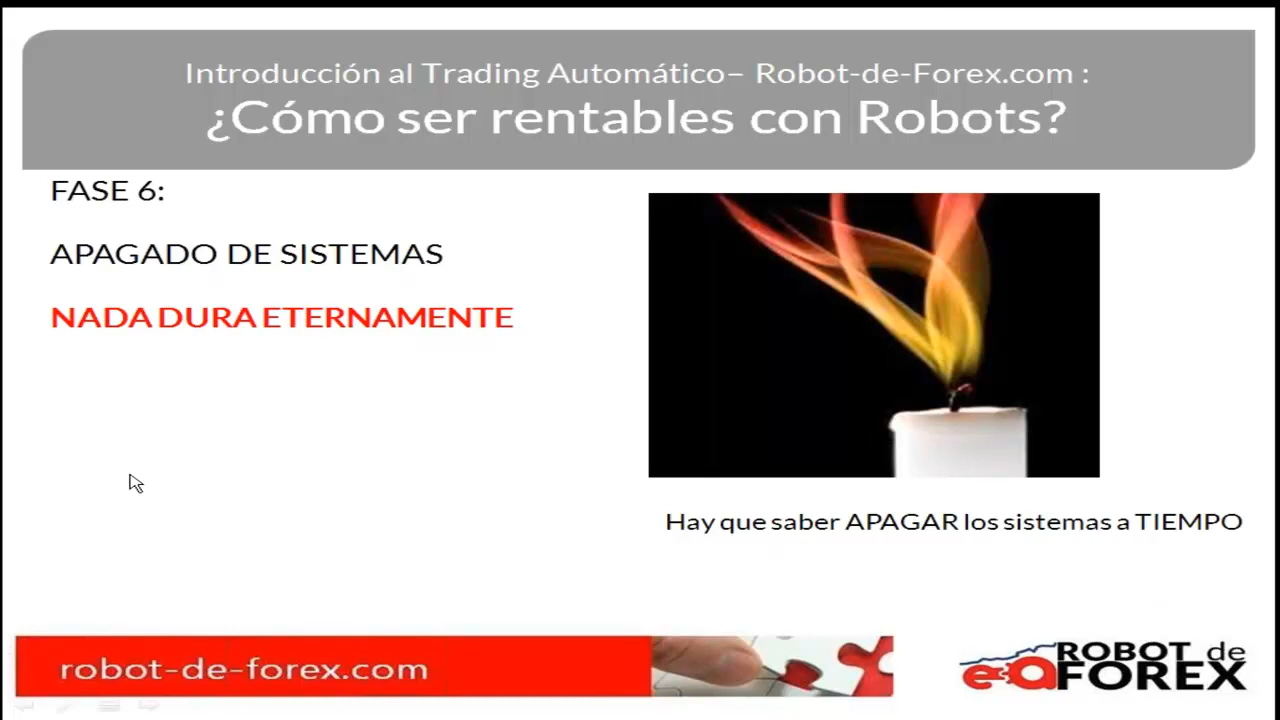 Introducción al Trading Automático– Robot-de-Forex.com :
¿Cómo ser rentables con Robots?
FASE 6:
APAGADO DE SISTEMAS
NADA DURA ETERNAMENTE
Hay que saber APAGAR los sistemas a TIEMPO
robot-de-forex.com
ROBOT de
ea FOREX